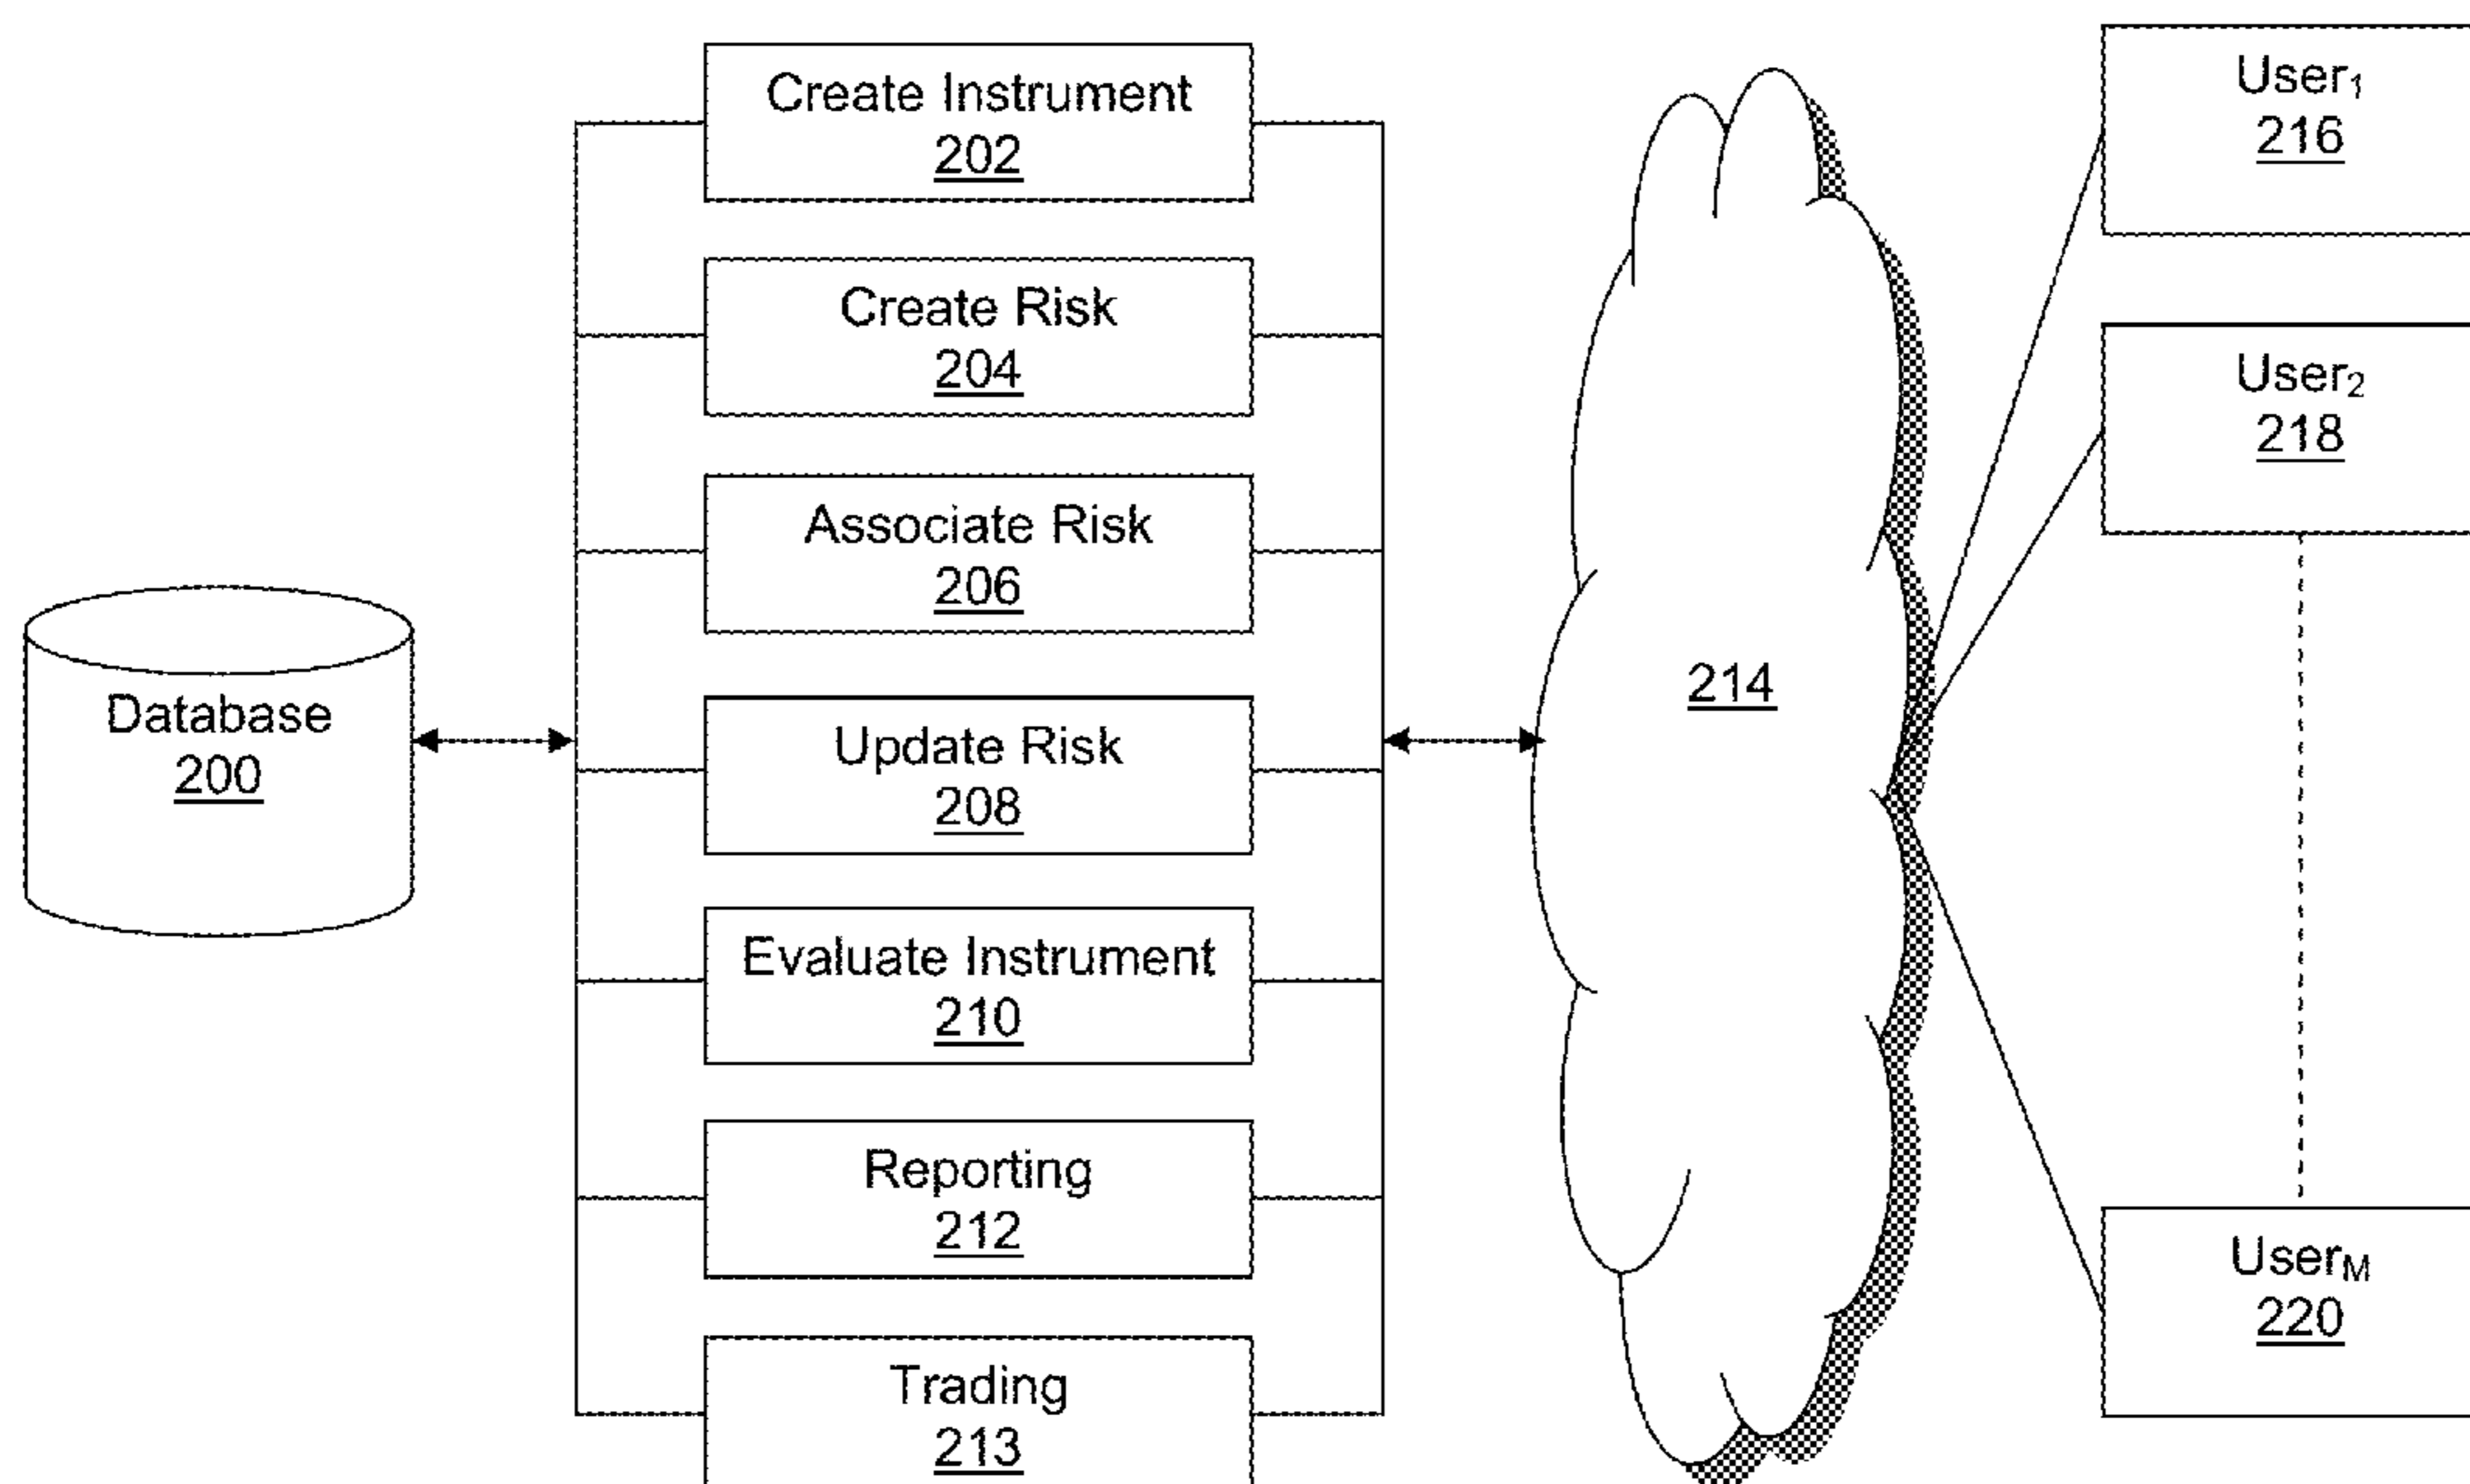 Database
200
Create Instrument
202
Create Risk
204
Associate Risk
206
Update Risk
208
Evaluate Instrument
210
Reporting
212
Trading
213
214
User₁
216
User₂
218
User_M
220